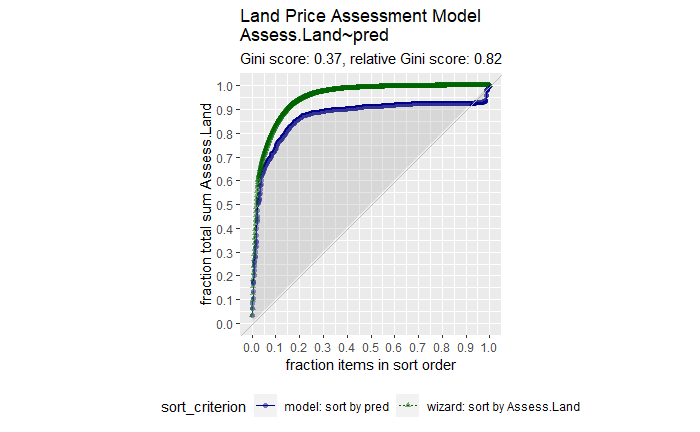 Land Price Assessment Model
Assess.Land~pred
Gini score: 0.37, relative Gini score: 0.82
fraction total sum Assess.Land
1.0
0.9
0.8
0.7
0.6
0.5
0.4
0.3
0.2
0.1
0.0
0.0 0.1 0.2 0.3 0.4 0.5 0.6 0.7 0.8 0.9 1.0
fraction items in sort order
sort_criterion model: sort by pred wizard: sort by Assess.Land